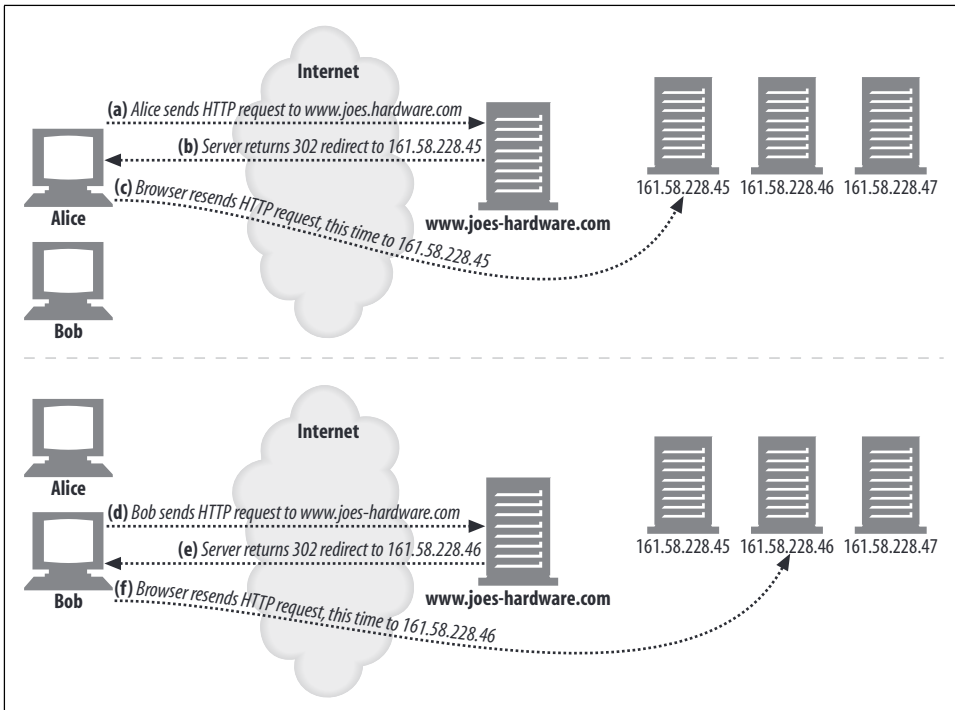 Internet
(a) Alice sends HTTP request to www.joes.hardware.com
(b) Server returns 302 redirect to 161.58.228.45
(c) Browser resends HTTP request, this time to 161.58.228.45
Alice
www.joes-hardware.com
161.58.228.45
161.58.228.46
161.58.228.47
Bob
Internet
Alice
(d) Bob sends HTTP request to www.joes-hardware.com
(e) Server returns 302 redirect to 161.58.228.46
(f) Browser resends HTTP request, this time to 161.58.228.46
Bob
www.joes-hardware.com
161.58.228.45
161.58.228.46
161.58.228.47